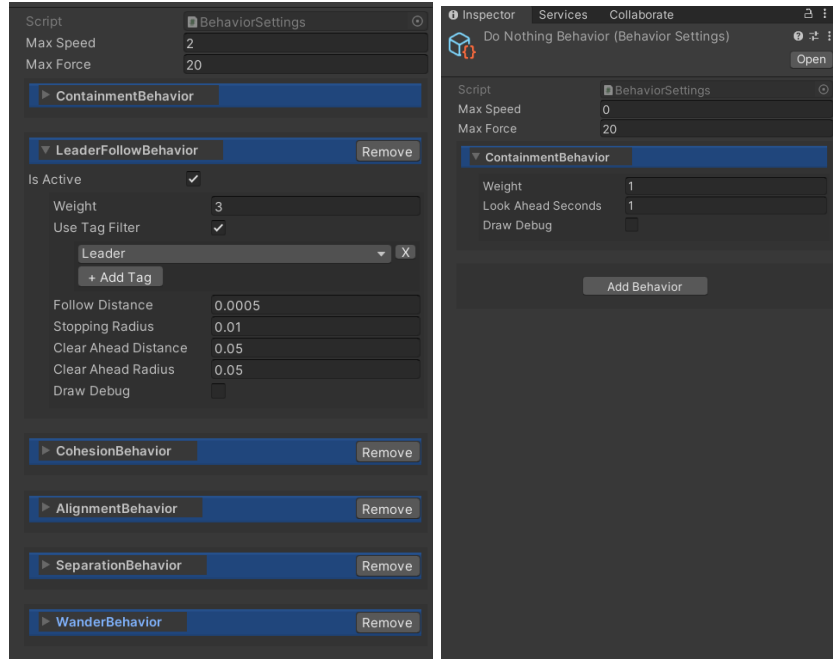 Script BehaviorSettings
Max Speed 2
Max Force 20
ContainmentBehavior
LeaderFollowBehavior Remove
Is Active
Weight 3
Use Tag Filter
Leader X
+ Add Tag
Follow Distance 0.0005
Stopping Radius 0.01
Clear Ahead Distance 0.05
Clear Ahead Radius 0.05
Draw Debug
CohesionBehavior Remove
AlignmentBehavior Remove
SeparationBehavior Remove
WanderBehavior Remove
Inspector Services Collaborate
Do Nothing Behavior (Behavior Settings)
Open
Script BehaviorSettings
Max Speed 0
Max Force 20
ContainmentBehavior
Weight 1
Look Ahead Seconds 1
Draw Debug
Add Behavior